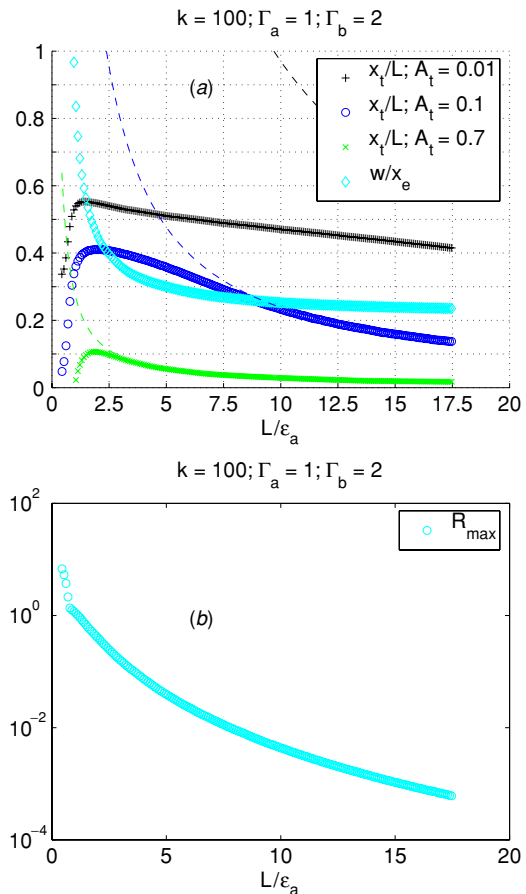 k = 100; Γa = 1; Γb = 2
1
0.8
0.6
0.4
0.2
0
(a)
xt/L; At = 0.01
xt/L; At = 0.1
xt/L; At = 0.7
w/xe
0 2.5 5 7.5 10 12.5 15 17.5 20
L/εa
k = 100; Γa = 1; Γb = 2
10^2
10^0
10^-2
10^-4
(b)
Rmax
0 5 10 15 20
L/εa